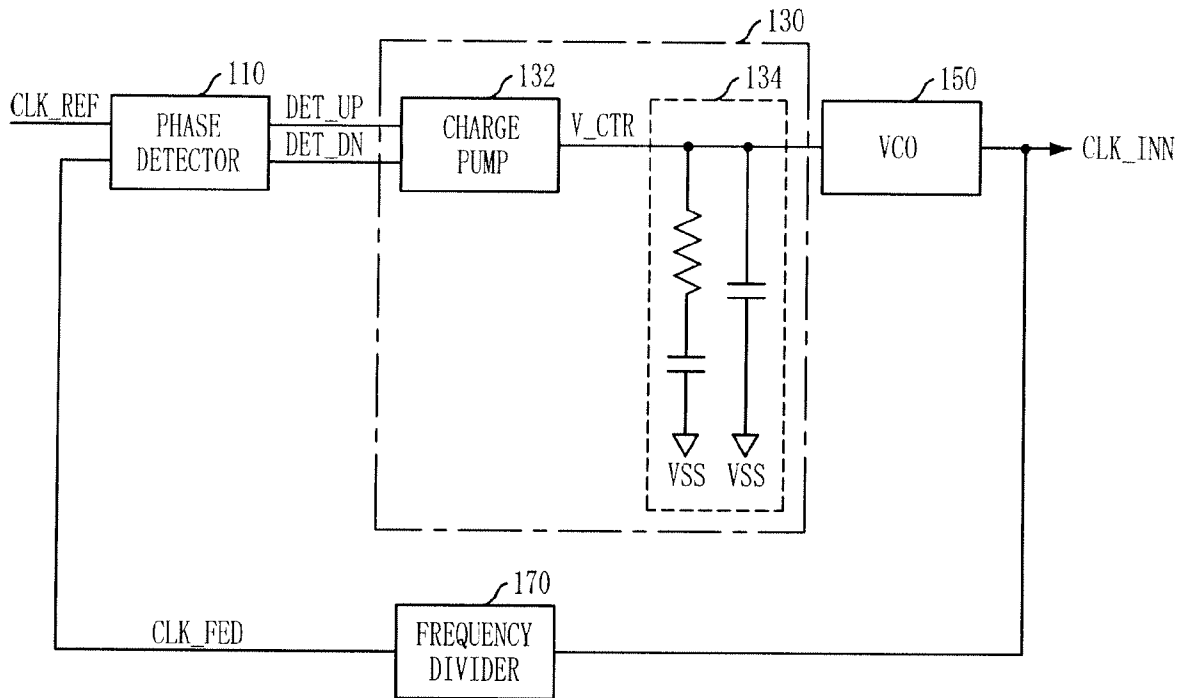 130
110
132
134
150
CLK_REF
PHASE
DETECTOR
DET_UP
DET_DN
CHARGE
PUMP
V_CTR
VCO
CLK_INN
VSS
VSS
170
CLK_FED
FREQUENCY
DIVIDER